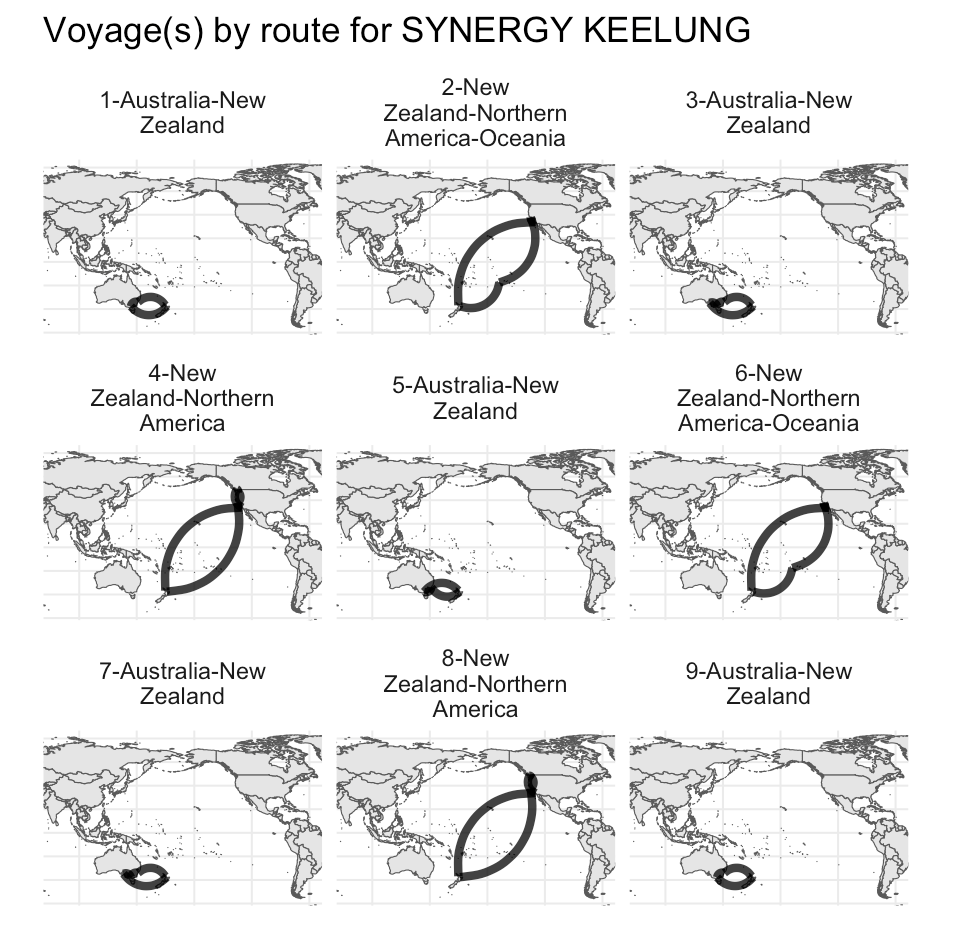 Voyage(s) by route for SYNERGY KEELUNG
1-Australia-New
Zealand
2-New
Zealand-Northern
America-Oceania
3-Australia-New
Zealand
4-New
Zealand-Northern
America
5-Australia-New
Zealand
6-New
Zealand-Northern
America-Oceania
7-Australia-New
Zealand
8-New
Zealand-Northern
America
9-Australia-New
Zealand